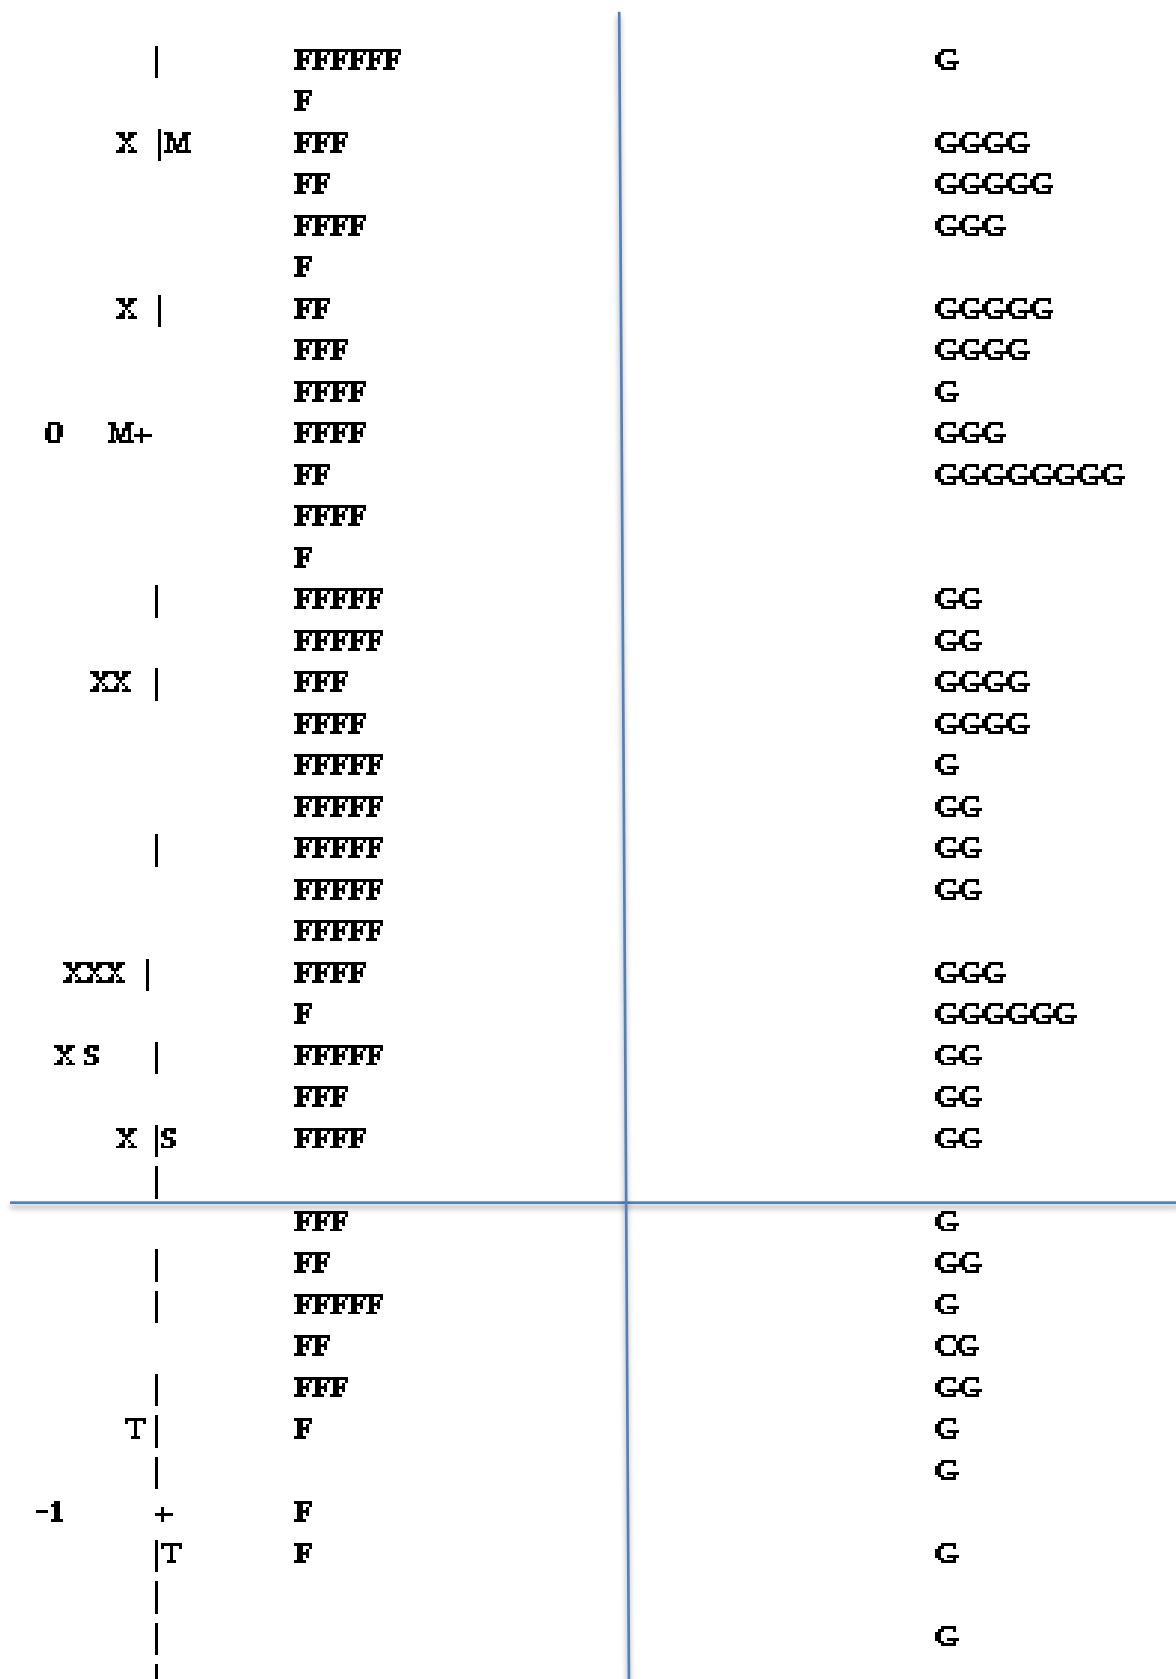 | FFFFFF G
F
X |M FFF GGGG
FF GGGGG
FFFF GGG
F
X | FF GGGGG
FFF GGGG
FFFF G
0 M+ FFFF GGG
FF GGGGGGGG
FFFF
F
| FFFFF GG
FFFFF GG
XX | FFF GGGG
FFFF GGGG
FFFFF G
FFFFF GG
| FFFFF GG
FFFFF GG
FFFFF
XXX | FFFF GGG
F GGGGGG
X S | FFFFF GG
FFF GG
X |S FFFF GG
|
FFF G
| FF GG
| FFFFF G
FF CG
| FFF GG
T| F G
| G
-1 + F
|T F G
|
| G
|